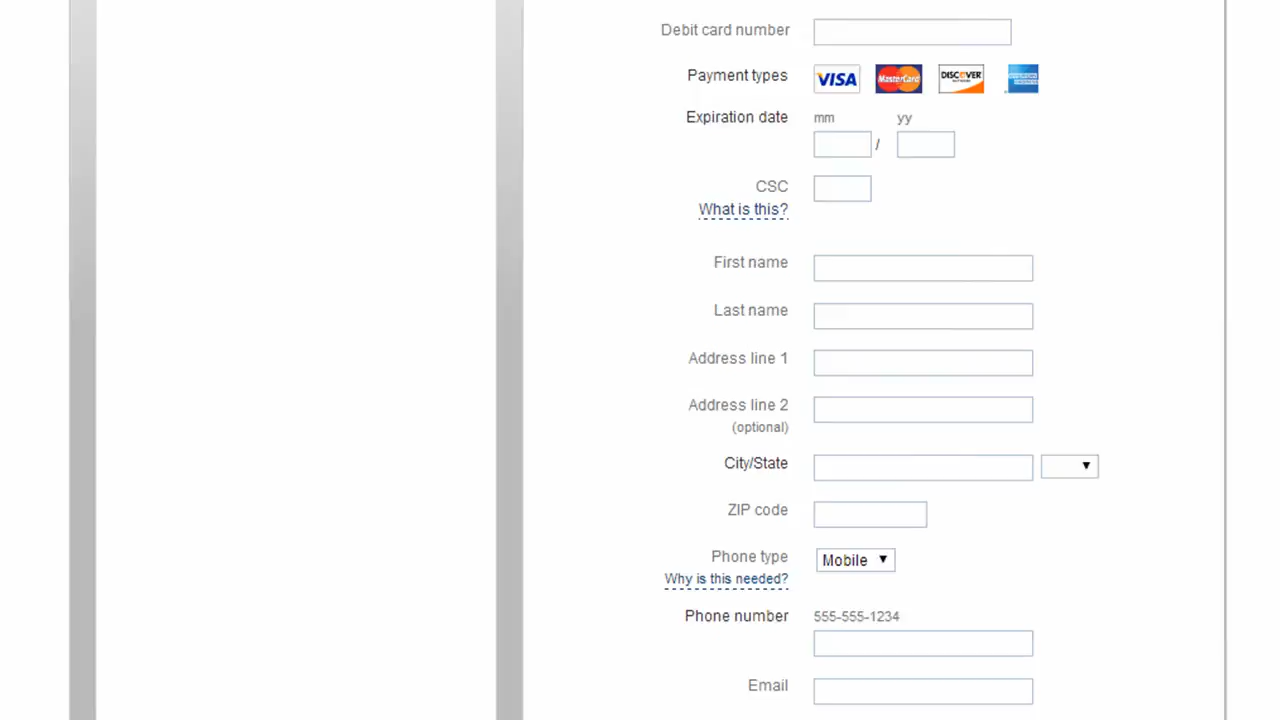 Debit card number
Payment types VISA MasterCard DISCOVER
Expiration date mm yy
/
CSC
What is this?
First name
Last name
Address line 1
Address line 2
(optional)
City/State
ZIP code
Phone type Mobile
Why is this needed?
Phone number 555-555-1234
Email